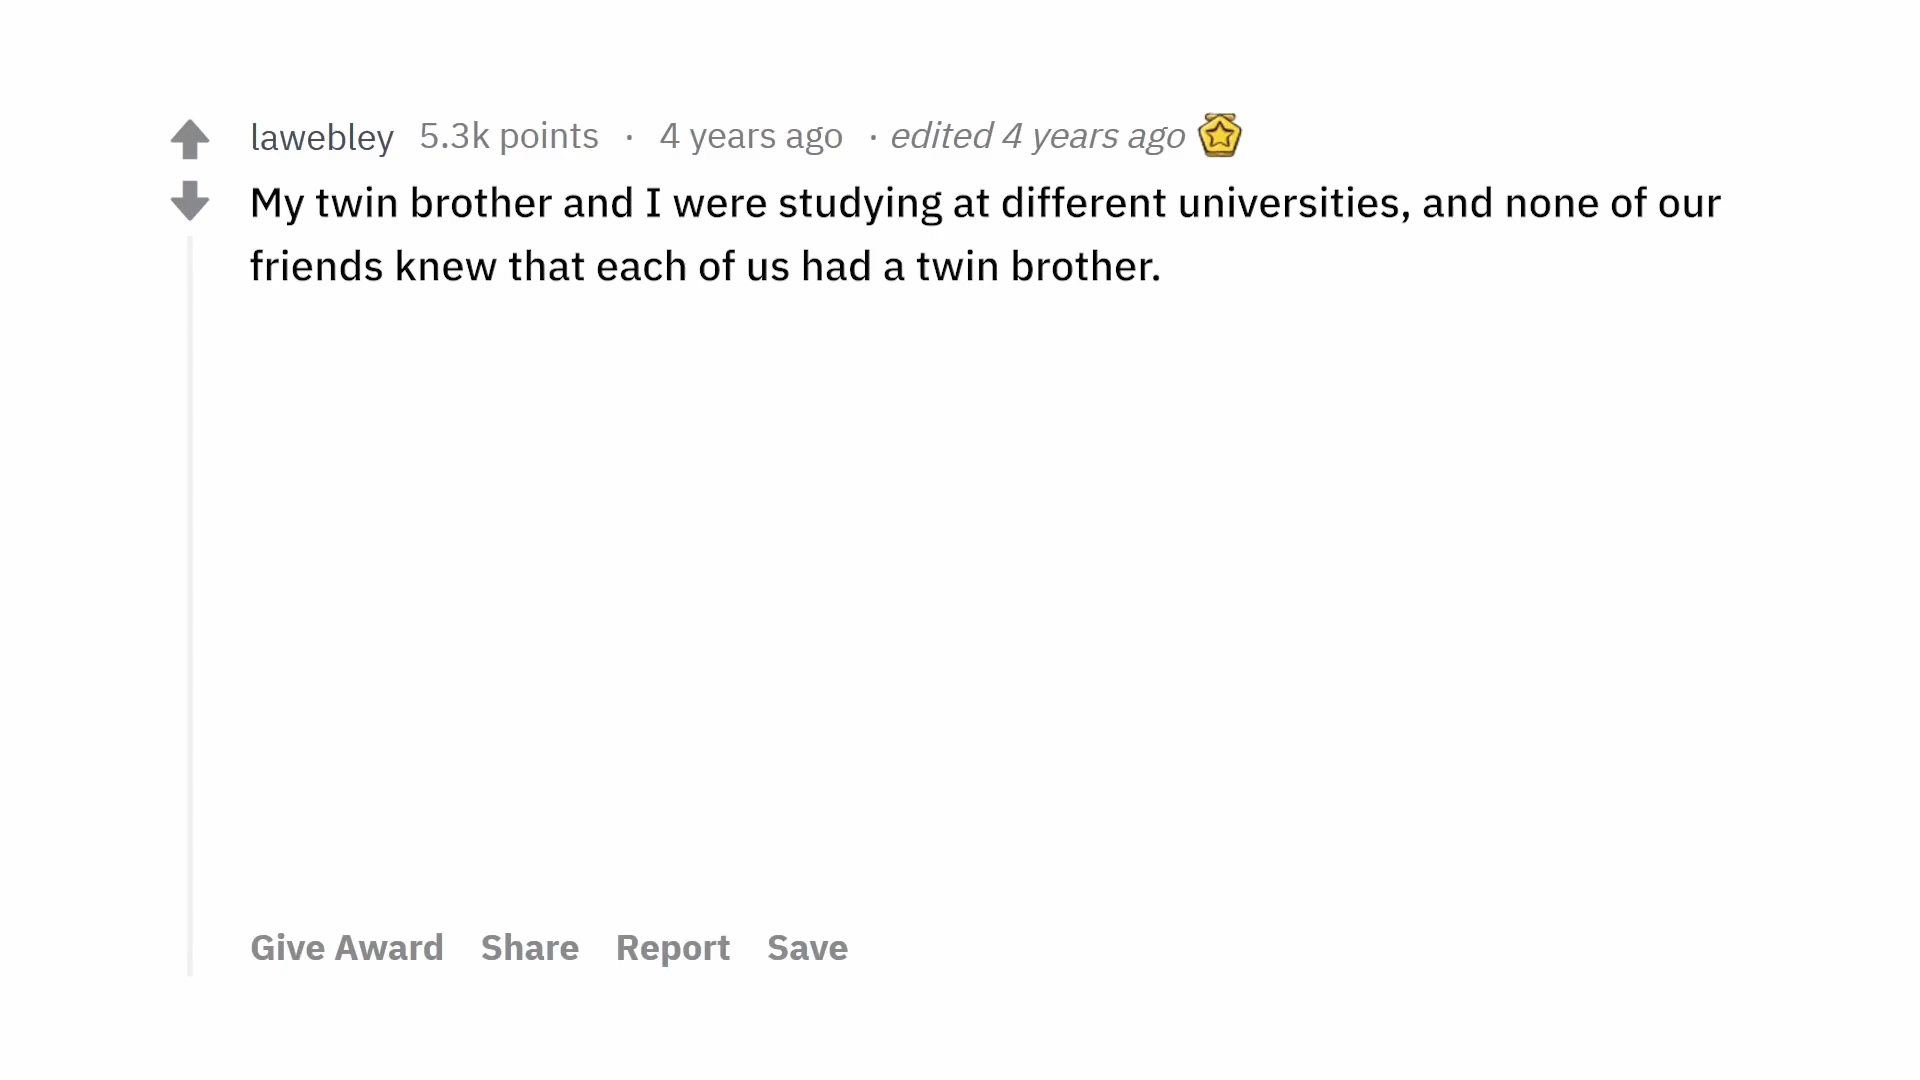 lawebley 5.3k points · 4 years ago · edited 4 years ago
My twin brother and I were studying at different universities, and none of our
friends knew that each of us had a twin brother.
Give Award Share Report Save